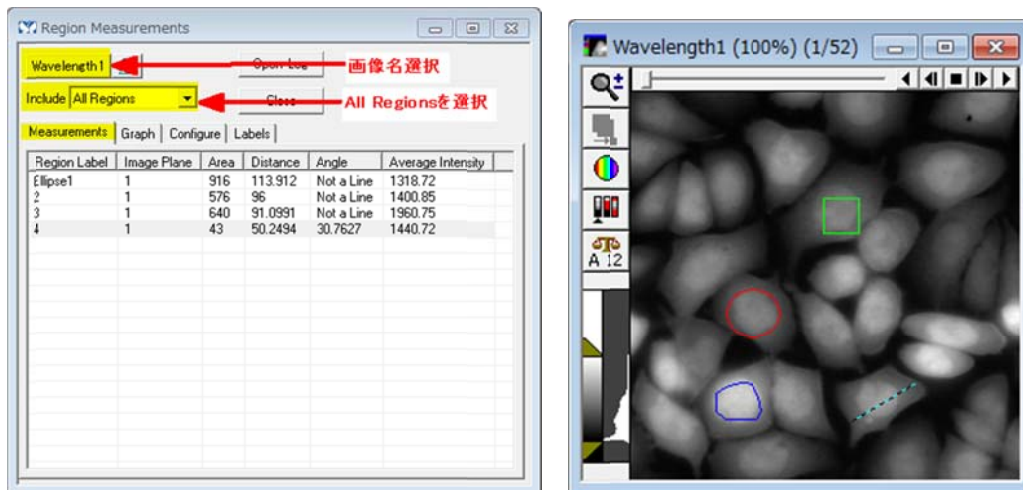 Region Measurements
Wavelength1
画像名選択
Include All Regions
All Regionsを選択
Measurements Graph Configure Labels
Region Label Image Plane Area Distance Angle Average Intensity
Ellipse1 1 916 113.912 Not a Line 1318.72
2 1 576 96 Not a Line 1400.85
3 1 640 91.0991 Not a Line 1960.75
4 1 43 50.2494 30.7627 1440.72
Wavelength1 (100%) (1/52)
A 12